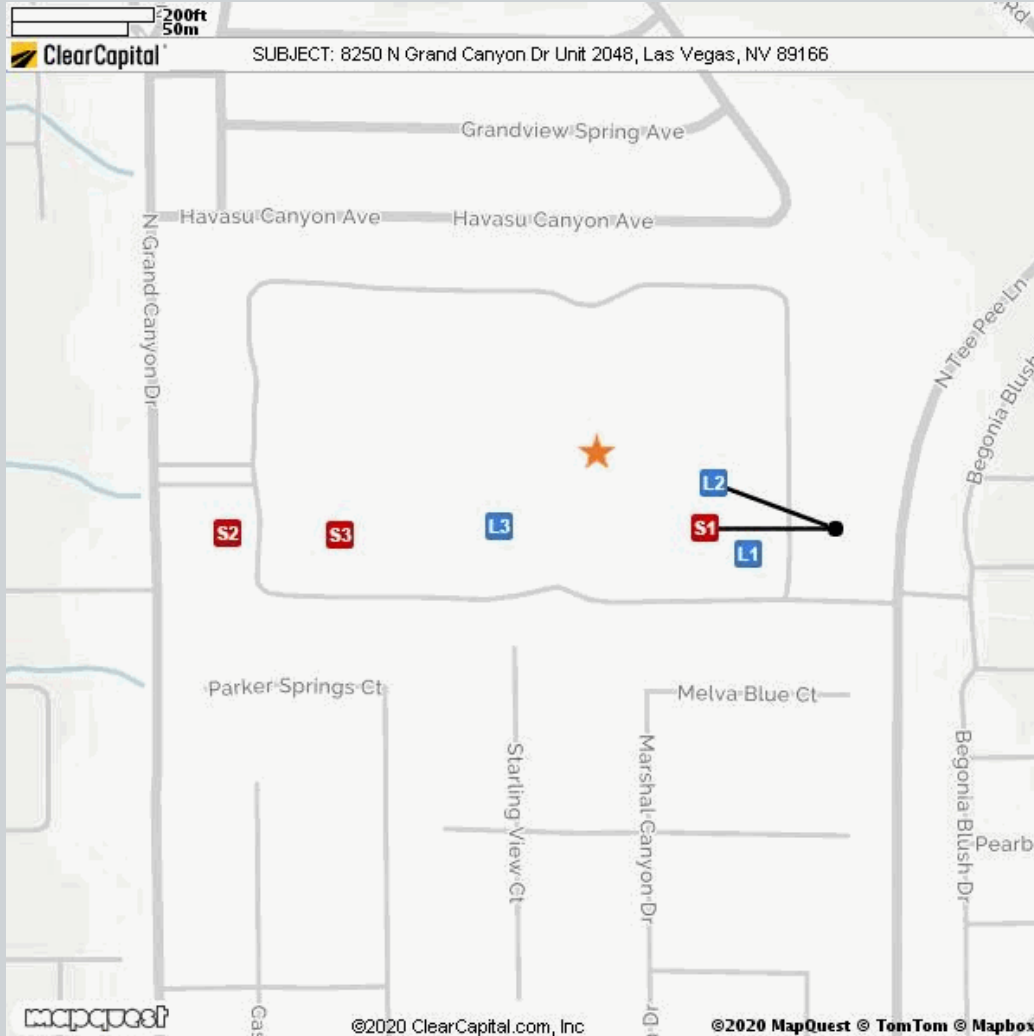 200ft
50m
Rd
ClearCapital
SUBJECT: 8250 N Grand Canyon Dr Unit 2048, Las Vegas, NV 89166
Grandview Spring Ave
Havasu Canyon Ave
Havasu Canyon Ave
N Grand Canyon Dr
N Tee Pee Ln
Begonia Blush
L2
S2
S3
L3
S1
L1
Parker Springs Ct
Melva Blue Ct
Starling View Ct
Marshal Canyon Dr
Begonia Blush Dr
Pearb
Cas
mapquest
©2020 ClearCapital.com, Inc
©2020 MapQuest © TomTom © Mapbox